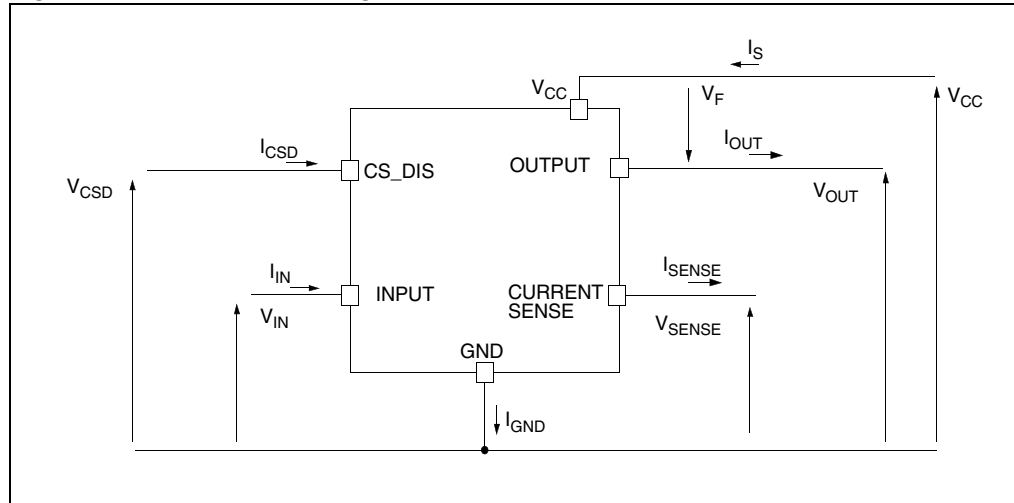 I_S
V_CC
V_F
V_CC
I_OUT
I_CSD
CS_DIS
OUTPUT
V_CSD
V_OUT
I_IN
INPUT
CURRENT
SENSE
I_SENSE
V_IN
V_SENSE
GND
I_GND